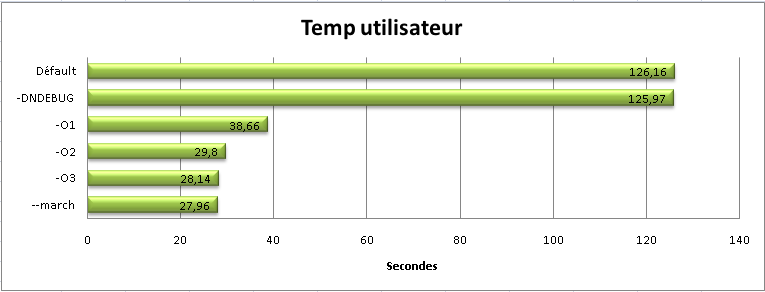 Temp utilisateur
Défault 126,16
-DNDEBUG 125,97
-O1 38,66
-O2 29,8
-O3 28,14
--march 27,96
0 20 40 60 80 100 120 140
Secondes